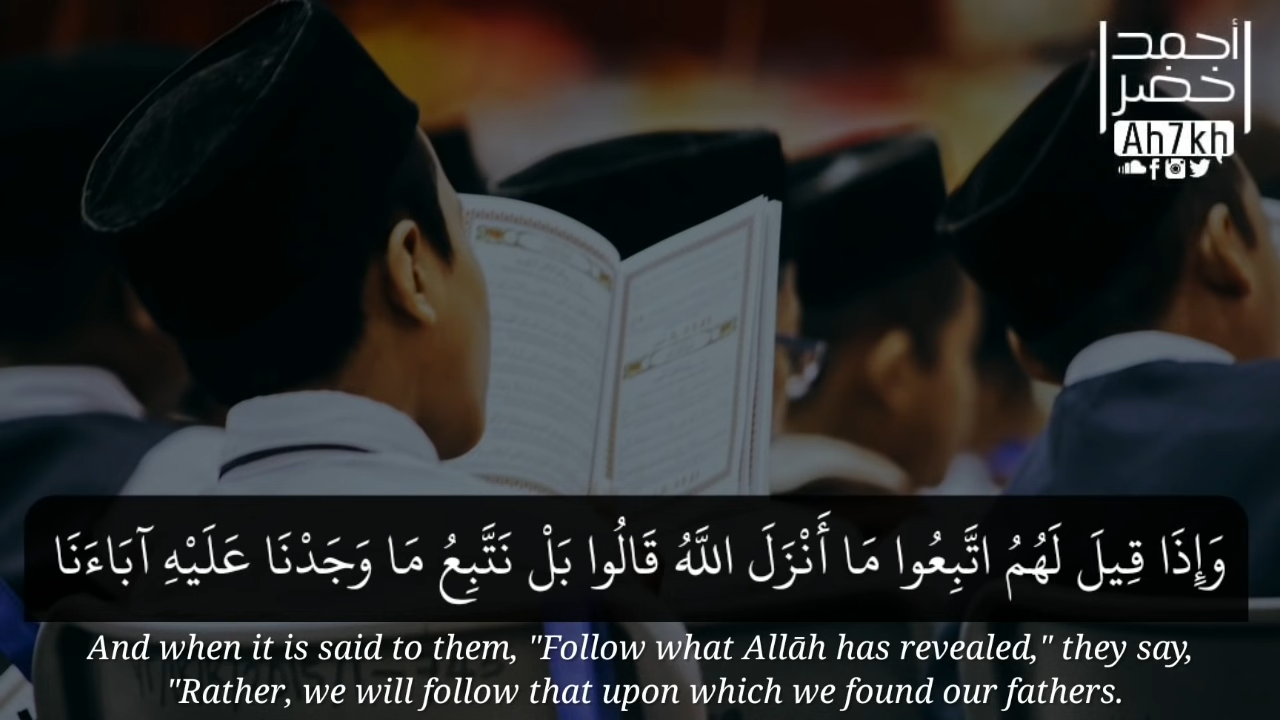 أحمد
خضر
Ah7kh
وَإِذَا قِيلَ لَهُمُ اتَّبِعُوا مَا أَنْزَلَ اللَّهُ قَالُوا بَلْ نَتَّبِعُ مَا وَجَدْنَا عَلَيْهِ آبَاءَنَا
And when it is said to them, "Follow what Allāh has revealed," they say,
"Rather, we will follow that upon which we found our fathers.